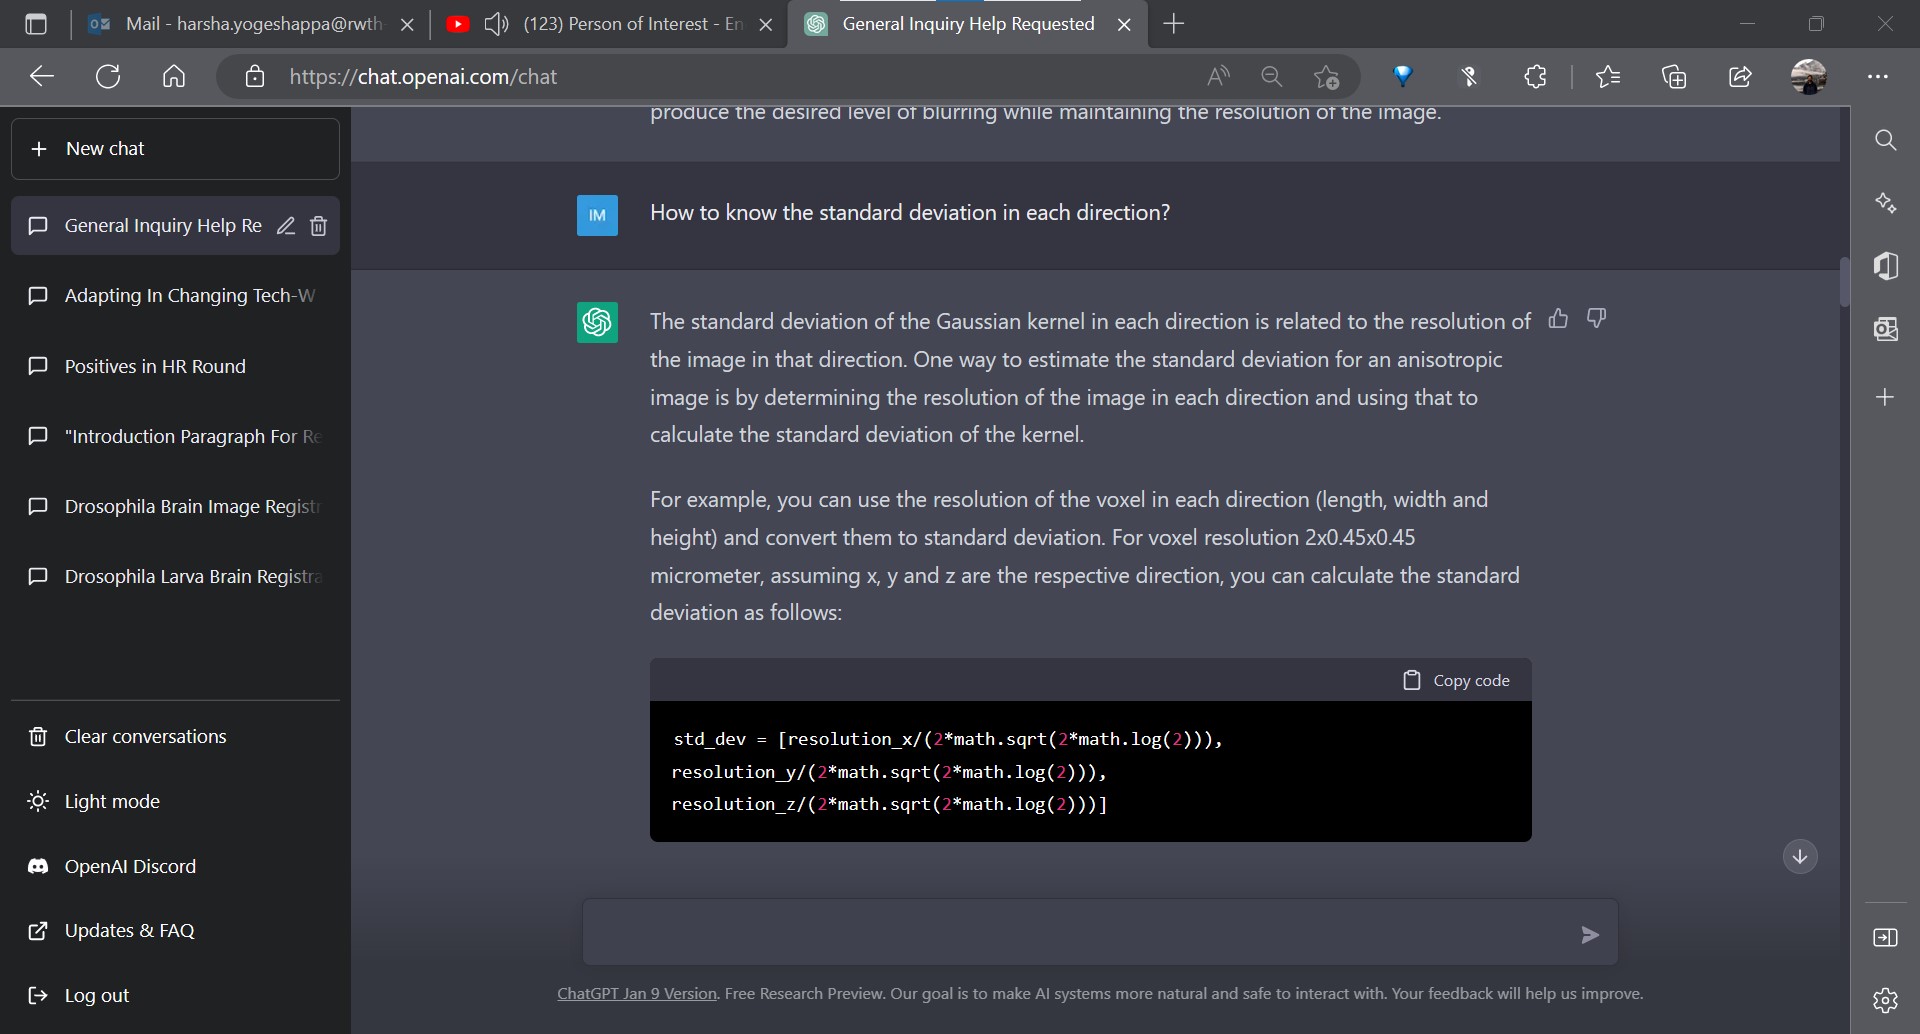 Mail - harsha.yogeshappa@rwth-
(123) Person of Interest - En
General Inquiry Help Requested
https://chat.openai.com/chat
New chat
General Inquiry Help Re
Adapting In Changing Tech-W
Positives in HR Round
"Introduction Paragraph For Re
Drosophila Brain Image Registr
Drosophila Larva Brain Registra
Clear conversations
Light mode
OpenAI Discord
Updates & FAQ
Log out
produce the desired level of blurring while maintaining the resolution of the image.
IM
How to know the standard deviation in each direction?
The standard deviation of the Gaussian kernel in each direction is related to the resolution of
the image in that direction. One way to estimate the standard deviation for an anisotropic
image is by determining the resolution of the image in each direction and using that to
calculate the standard deviation of the kernel.
For example, you can use the resolution of the voxel in each direction (length, width and
height) and convert them to standard deviation. For voxel resolution 2x0.45x0.45
micrometer, assuming x, y and z are the respective direction, you can calculate the standard
deviation as follows:
Copy code
std_dev = [resolution_x/(2*math.sqrt(2*math.log(2))),
resolution_y/(2*math.sqrt(2*math.log(2))),
resolution_z/(2*math.sqrt(2*math.log(2)))]
ChatGPT Jan 9 Version. Free Research Preview. Our goal is to make AI systems more natural and safe to interact with. Your feedback will help us improve.